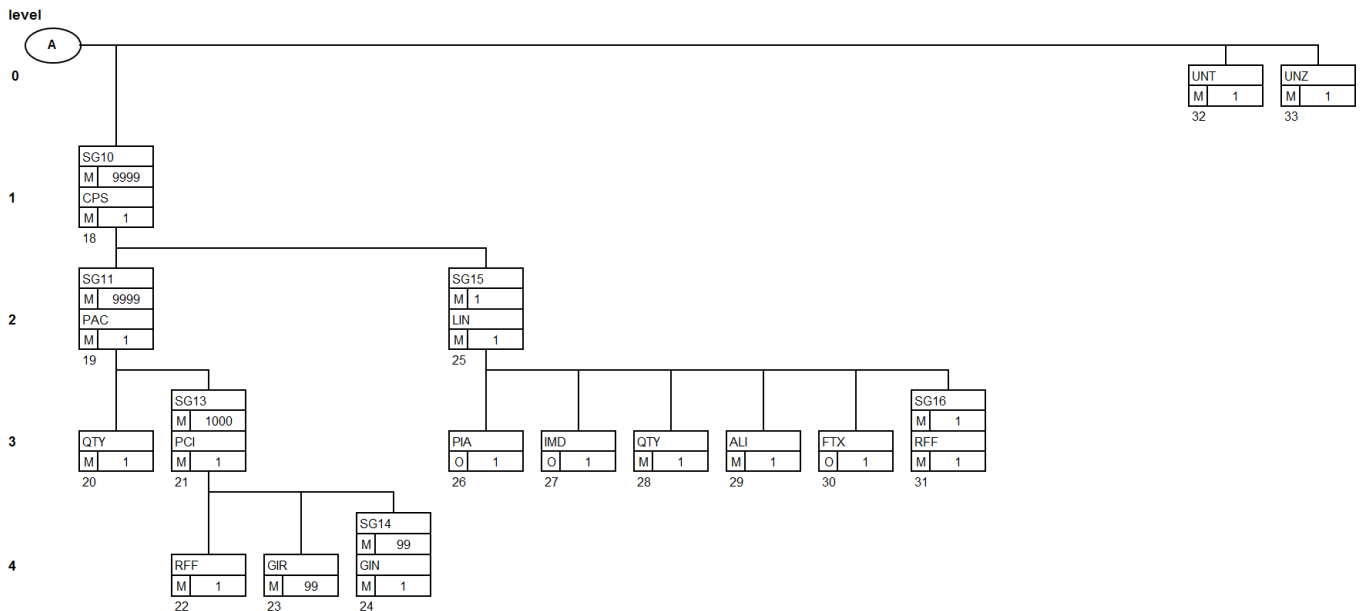 level
A
0
UNT
UNZ
M 1
M 1
32
33
SG10
M 9999
1
CPS
M 1
18
SG11
SG15
M 9999
M 1
2
PAC
LIN
M 1
M 1
19
25
SG13
SG16
M 1000
M 1
3
QTY
PCI
PIA
IMD
QTY
ALI
FTX
RFF
M 1
M 1
O 1
O 1
M 1
M 1
O 1
M 1
20
21
26
27
28
29
30
31
SG14
M 99
4
RFF
GIR
GIN
M 1
M 99
M 1
22
23
24